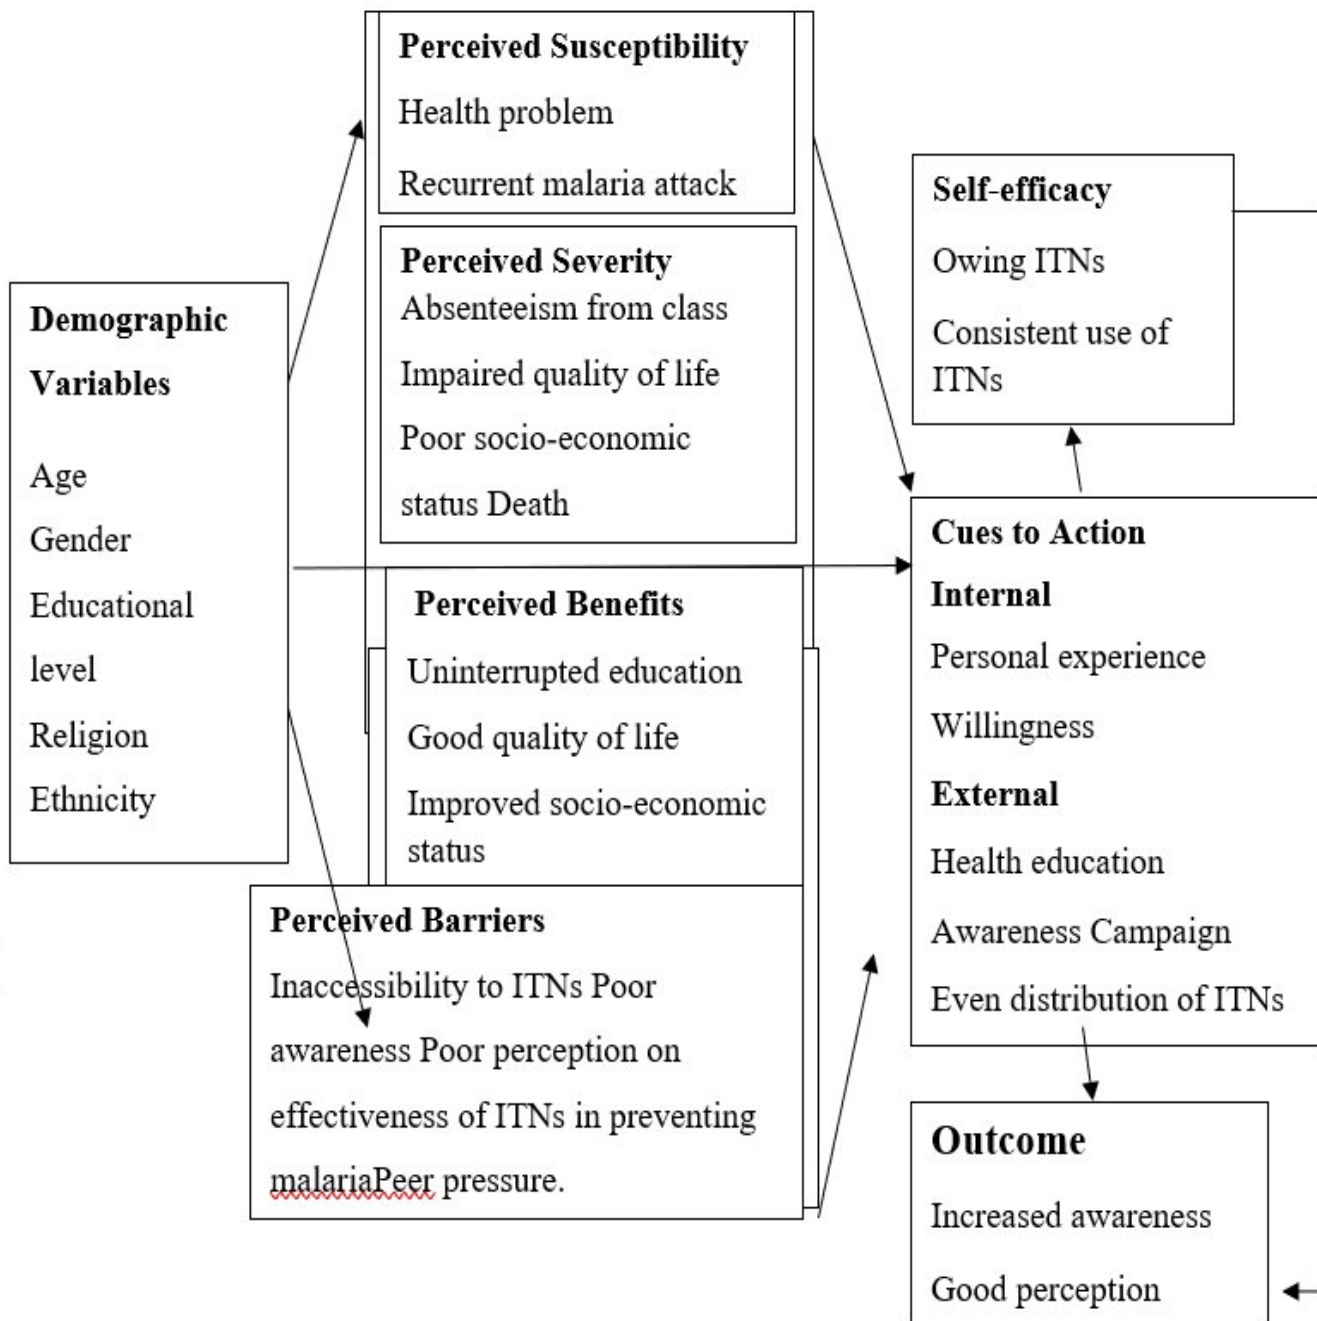 Demographic
Variables
Age
Gender
Educational
level
Religion
Ethnicity
Perceived Susceptibility
Health problem
Recurrent malaria attack
Perceived Severity
Absenteeism from class
Impaired quality of life
Poor socio-economic
status Death
Perceived Benefits
Uninterrupted education
Good quality of life
Improved socio-economic
status
Perceived Barriers
Inaccessibility to ITNs Poor
awareness Poor perception on
effectiveness of ITNs in preventing
malariaPeer pressure.
Self-efficacy
Owing ITNs
Consistent use of
ITNs
Cues to Action
Internal
Personal experience
Willingness
External
Health education
Awareness Campaign
Even distribution of ITNs
Outcome
Increased awareness
Good perception